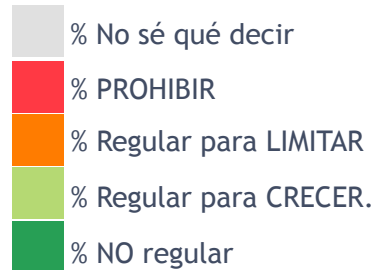 % No sé qué decir
% PROHIBIR
% Regular para LIMITAR
% Regular para CRECER.
% NO regular